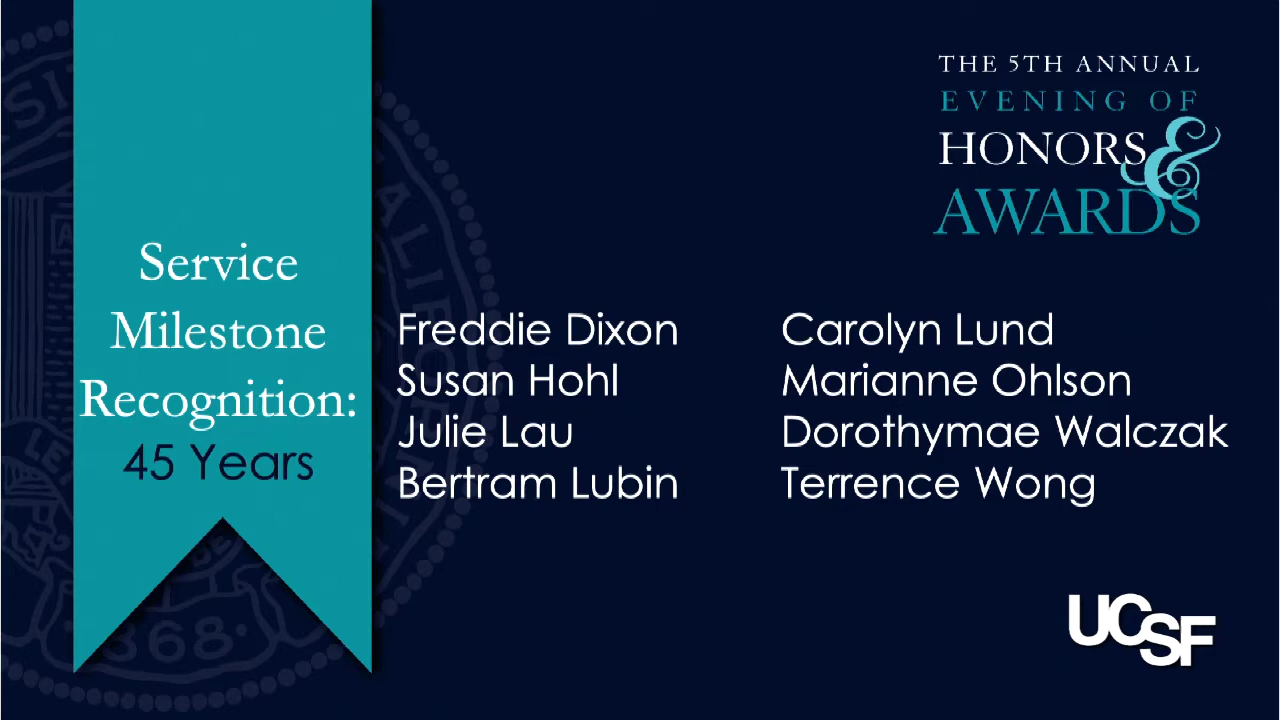 THE 5TH ANNUAL
EVENING OF
HONORS &
AWARDS
Service
Milestone
Recognition:
45 Years
Freddie Dixon
Susan Hohl
Julie Lau
Bertram Lubin
Carolyn Lund
Marianne Ohlson
Dorothymae Walczak
Terrence Wong
UCSF